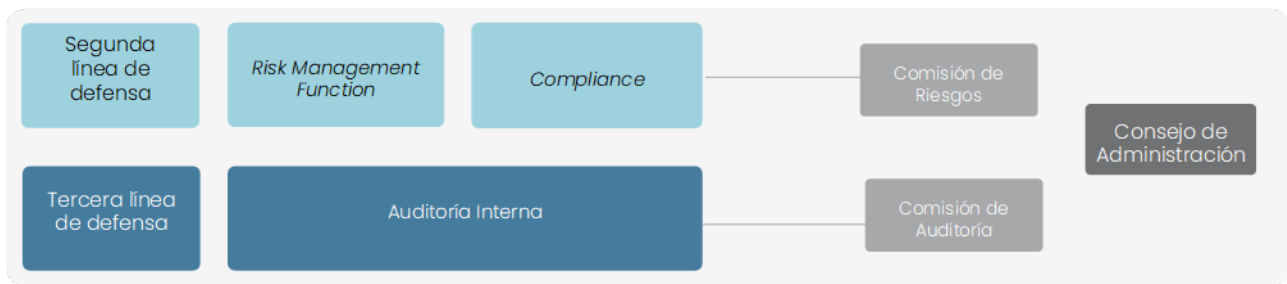 Segunda
línea de
defensa
Risk Management
Function
Compliance
Comisión de
Riesgos
Consejo de
Administración
Tercera línea
de defensa
Auditoría Interna
Comisión de
Auditoría